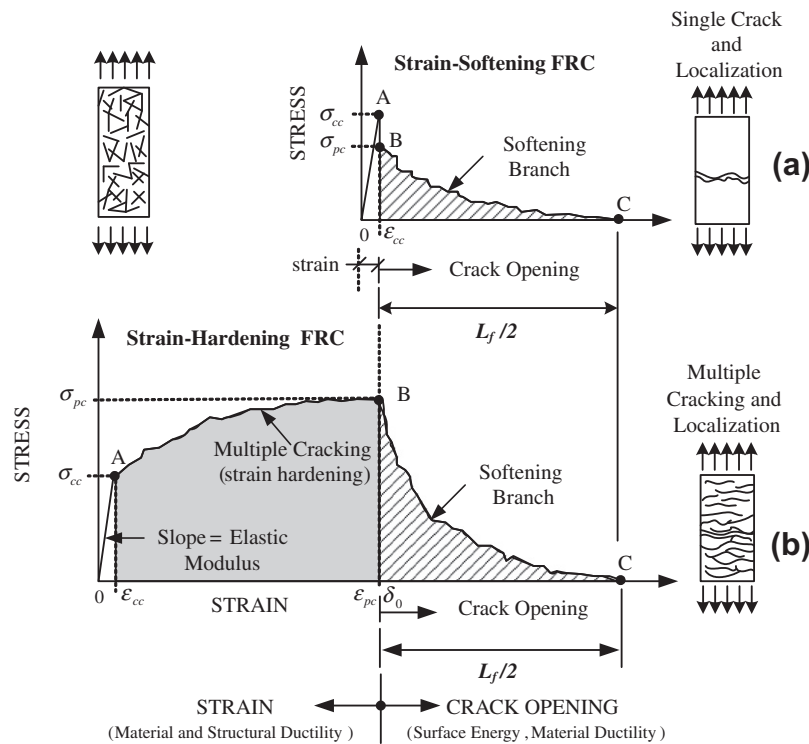 Single Crack
and
Localization
Strain-Softening FRC
STRESS
σcc
A
σpc
B
Softening
Branch
C
(a)
0
εcc
strain
Crack Opening
Lf/2
Strain-Hardening FRC
Multiple
Cracking and
Localization
STRESS
σpc
B
Multiple Cracking
(strain hardening)
A
σcc
Softening
Branch
Slope = Elastic
Modulus
C
(b)
0
εcc
STRAIN
εpc
δ0
Crack Opening
Lf/2
STRAIN
CRACK OPENING
(Material and Structural Ductility )
(Surface Energy , Material Ductility )